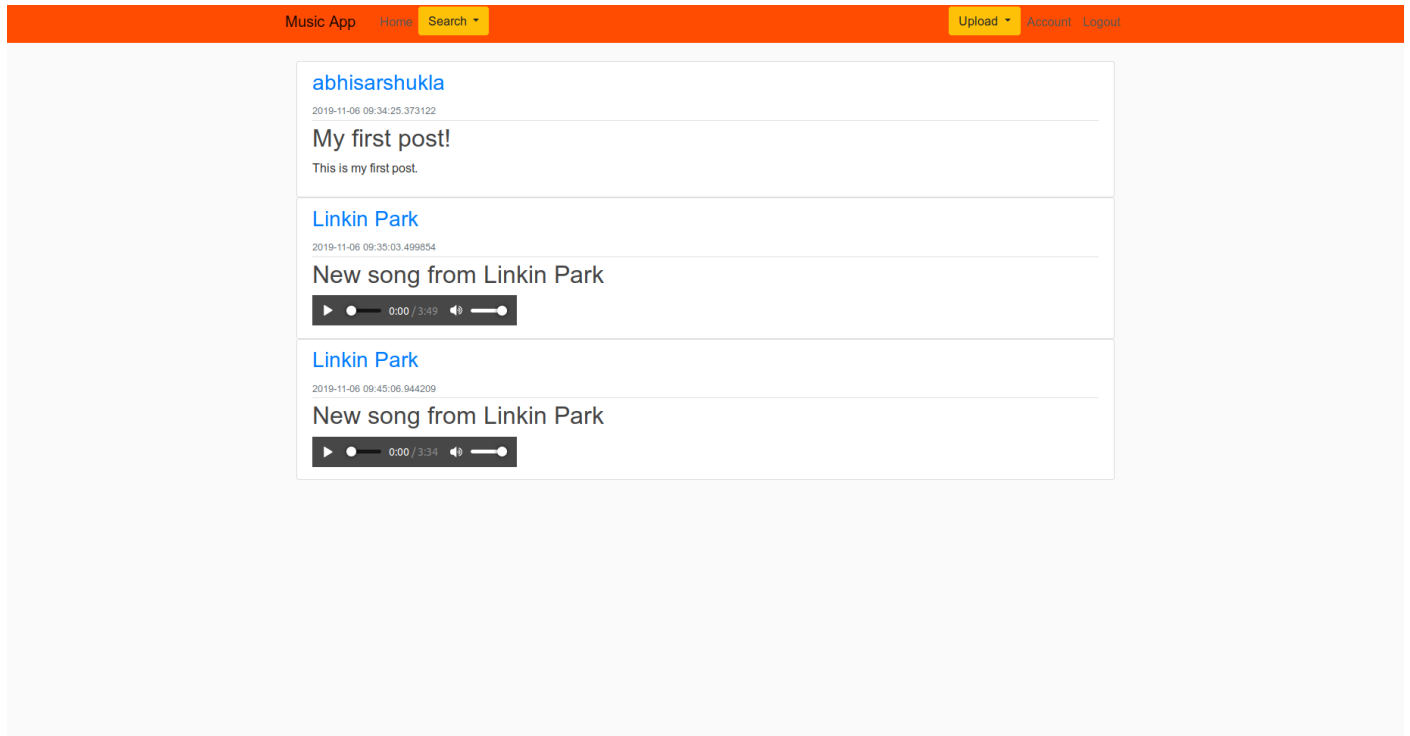 Music App Home Search Upload Account Logout
abhisarshukla
2019-11-06 09:34:25.373122
My first post!
This is my first post.
Linkin Park
2019-11-06 09:35:03.499854
New song from Linkin Park
0:00 / 3:49
Linkin Park
2019-11-06 09:45:06.944209
New song from Linkin Park
0:00 / 3:34